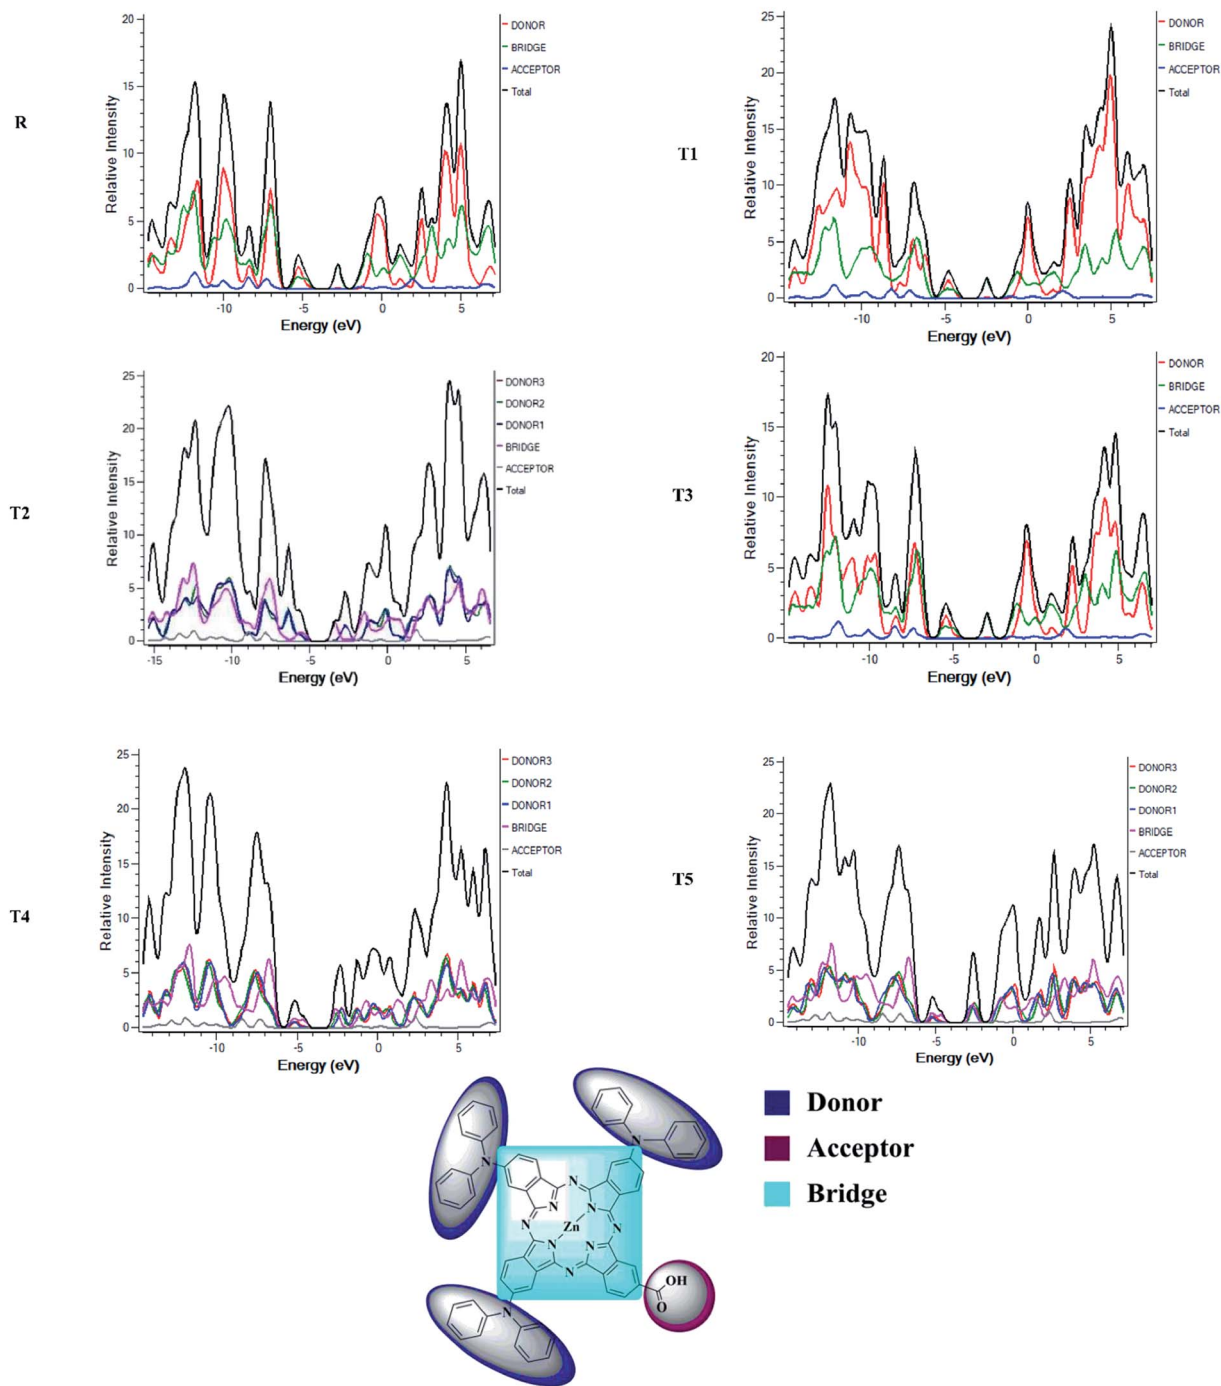 R
Relative Intensity
20
15
10
5
0
-10
-5
0
5
Energy (eV)
DONOR
BRIDGE
ACCEPTOR
Total
T1
Relative Intensity
25
20
15
10
5
0
-10
-5
0
5
Energy (eV)
DONOR
BRIDGE
ACCEPTOR
Total
T2
Relative Intensity
25
20
15
10
5
0
-15
-10
-5
0
5
Energy (eV)
DONOR3
DONOR2
DONOR1
BRIDGE
ACCEPTOR
Total
T3
Relative Intensity
20
15
10
5
0
-10
-5
0
5
Energy (eV)
DONOR
BRIDGE
ACCEPTOR
Total
T4
Relative Intensity
25
20
15
10
5
0
-10
-5
0
5
Energy (eV)
DONOR3
DONOR2
DONOR1
BRIDGE
ACCEPTOR
Total
T5
Relative Intensity
25
20
15
10
5
0
-10
-5
0
5
Energy (eV)
DONOR3
DONOR2
DONOR1
BRIDGE
ACCEPTOR
Total
N
N
N
N
N
N
Zn
N
N
N
N
N
OH
O
Donor
Acceptor
Bridge